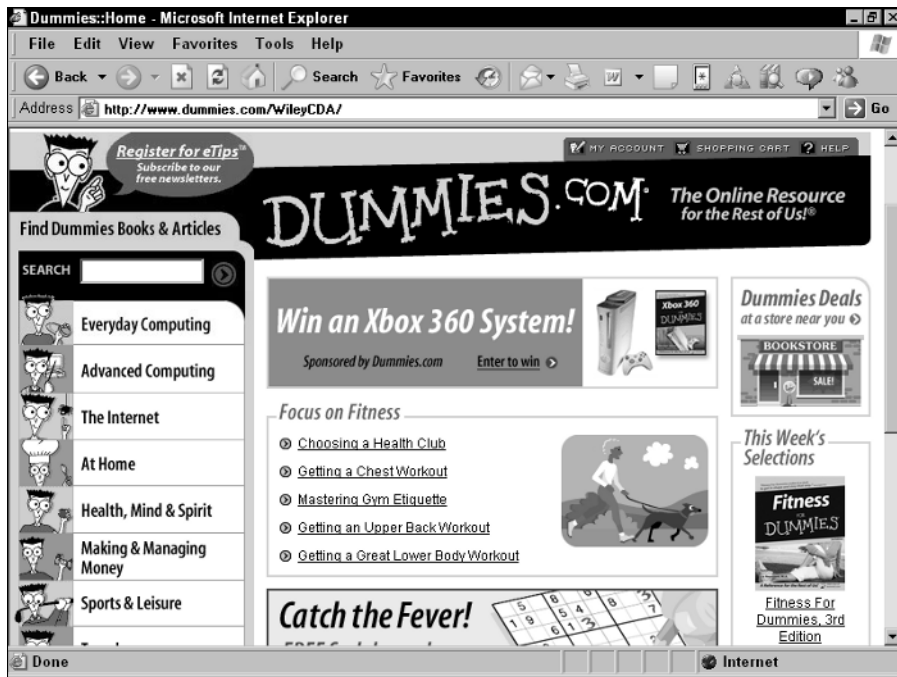 Dummies::Home - Microsoft Internet Explorer
File Edit View Favorites Tools Help
Back Search Favorites
Address http://www.dummies.com/WileyCDA/ Go
Register for eTips™
Subscribe to our
free newsletters.
MY ACCOUNT SHOPPING CART HELP
DUMMIES.COM
The Online Resource
for the Rest of Us!®
Find Dummies Books & Articles
SEARCH
Everyday Computing
Advanced Computing
The Internet
At Home
Health, Mind & Spirit
Making & Managing
Money
Sports & Leisure
Win an Xbox 360 System!
Sponsored by Dummies.com Enter to win
Xbox 360
DUMMIES
Focus on Fitness
Choosing a Health Club
Getting a Chest Workout
Mastering Gym Etiquette
Getting an Upper Back Workout
Getting a Great Lower Body Workout
Catch the Fever!
Dummies Deals
at a store near you
BOOKSTORE
SALE!
This Week's
Selections
Fitness
FOR
DUMMIES
Fitness For
Dummies, 3rd
Edition
Done Internet